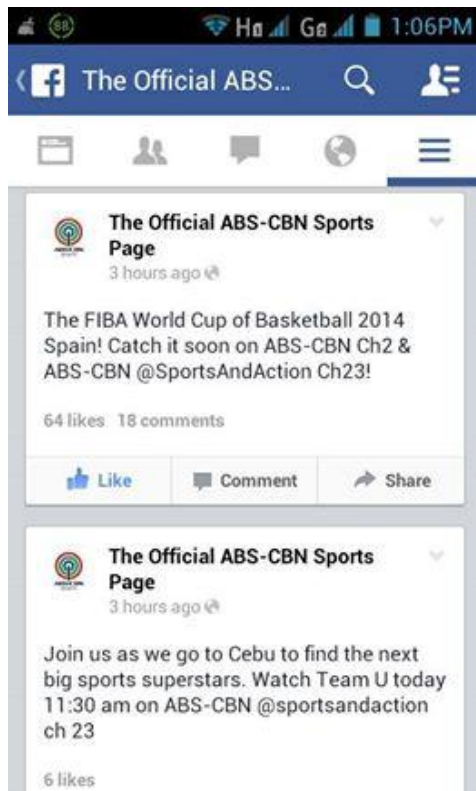 88 Ha Ga 1:06PM
The Official ABS...
The Official ABS-CBN Sports
Page
3 hours ago
The FIBA World Cup of Basketball 2014
Spain! Catch it soon on ABS-CBN Ch2 &
ABS-CBN @SportsAndAction Ch23!
64 likes 18 comments
Like Comment Share
The Official ABS-CBN Sports
Page
3 hours ago
Join us as we go to Cebu to find the next
big sports superstars. Watch Team U today
11:30 am on ABS-CBN @sportsandaction
ch 23
6 likes